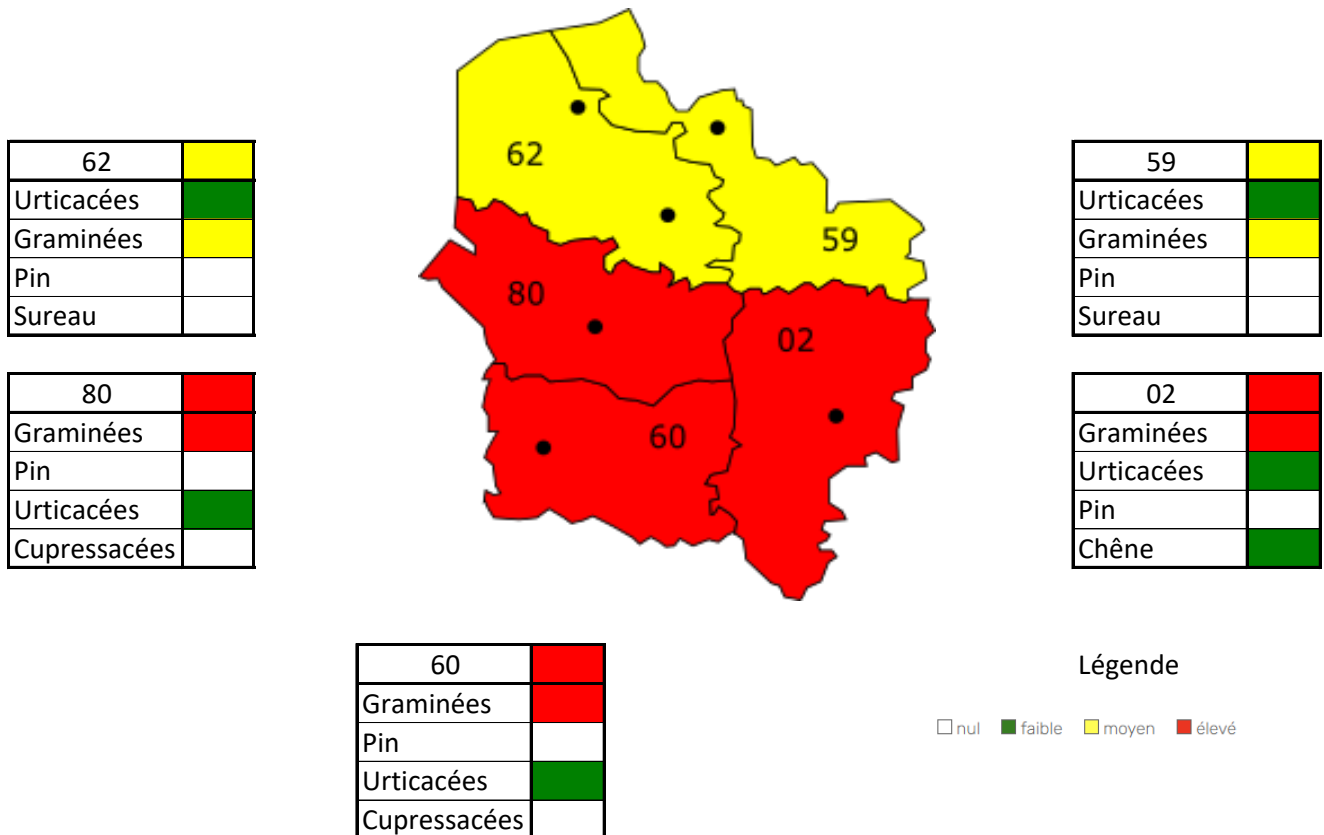 62
Urticacées
Graminées
Pin
Sureau
80
Graminées
Pin
Urticacées
Cupressacées
62
59
80
02
60
59
Urticacées
Graminées
Pin
Sureau
02
Graminées
Urticacées
Pin
Chêne
60
Graminées
Pin
Urticacées
Cupressacées
Légende
nul faible moyen élevé